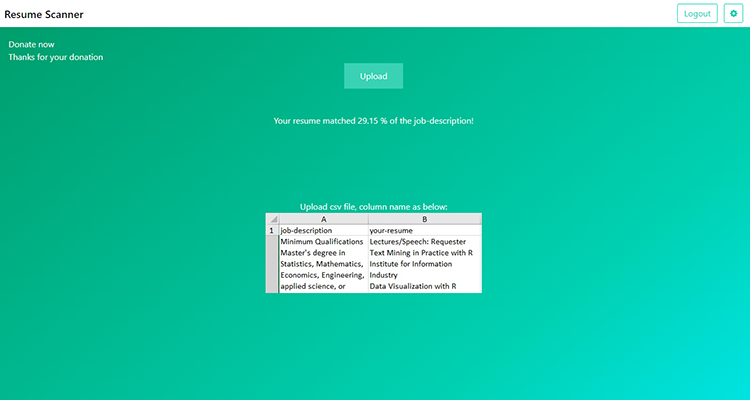 Resume Scanner
Logout
Donate now
Thanks for your donation
Upload
Your resume matched 29.15 % of the job-description!
Upload csv file, column name as below:
A B
1 job-description your-resume
Minimum Qualifications Lectures/Speech: Requester
Master's degree in Text Mining in Practice with R
Statistics, Mathematics, Institute for Information
Economics, Engineering, Industry
applied science, or Data Visualization with R